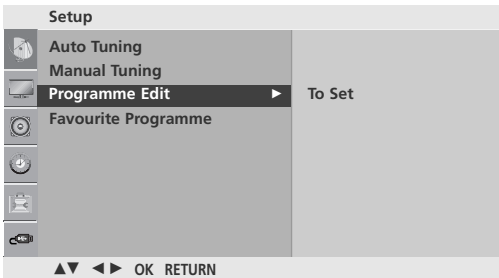 Setup
Auto Tuning
Manual Tuning
Programme Edit ► To Set
Favourite Programme
▲▼ ◄► OK RETURN